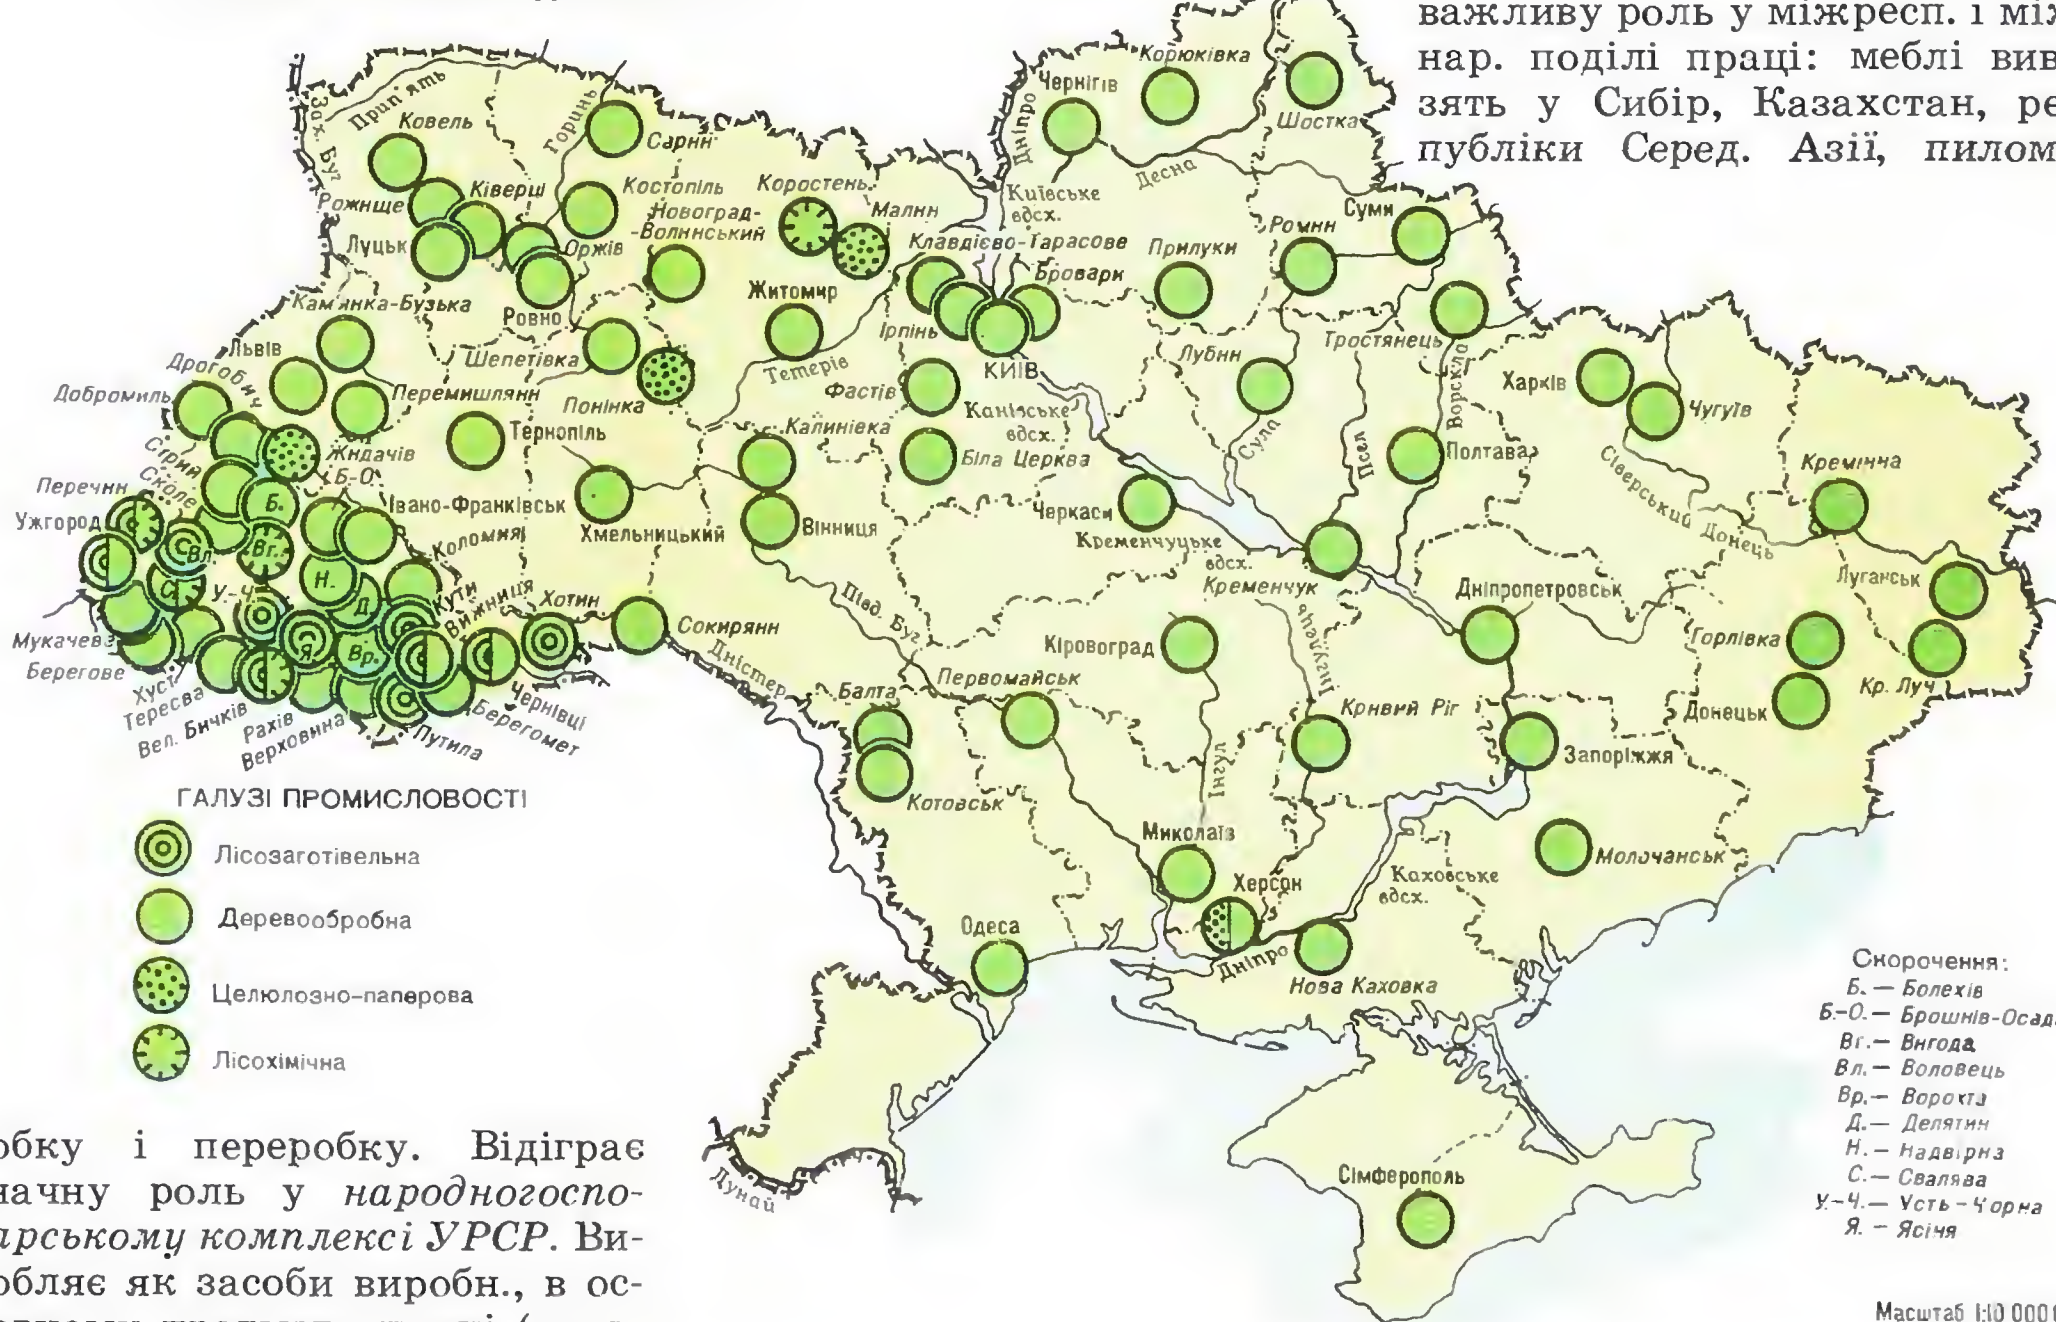 важливу роль у міжресп. і між
нар. поділі праці: меблі вив
зять у Сибір, Казахстан, ре
публіки Серед. Азії, пилом
Корюківка
Чернігів
Шостка
Прип'ять
Зах. Буг
Горинь
Дніпро
Десна
Ковель
Сарни
Рожище
Ківерці
Костопіль
Коростень
Малин
Київське
вдсх.
Суми
Ромни
Луцьк
Оржів
Новоград-
-Волинський
Клавдієво-Тарасове
Прилуки
Бровари
Кам'янка-Бузька
Ровно
Житомир
Ірпінь
Тростянець
Львів
Шепетівка
Тетерів
КИЇВ
Лубни
Ворскла
Харків
Чугуїв
Дрогобич
Добромиль
Перемишляни
Понінка
Фастів
Канівське
вдсх.
Сула
Псел
Тернопіль
Калинівка
Біла Церква
Полтава
Сіверський Донець
Кремінна
Стрий
Сколе
Жидачів
Б.-О.
Перечин
Ужгород
Б.
Івано-Франківськ
Хмельницький
Вінниця
Черкаси
Кременчуцьке
вдсх.
Кременчук
Вл.
Вг.
Коломия
Луганськ
С.
У.-Ч.
Н.
Д.
Кути
Вижниця
Хотин
Сокиряни
Півд. Буг
Дніпропетровськ
Інгулець
Горлівка
Мукачеве
Берегове
Я.
Вр.
Дністер
Кіровоград
Кр. Луч
Хуст
Тересва
Вел. Бичків
Рахів
Верховина
Путила
Берегомет
Чернівці
Балта
Первомайськ
Кривий Ріг
Донецьк
Запоріжжя
Інгул
Котовськ
ГАЛУЗІ ПРОМИСЛОВОСТІ
Лісозаготівельна
Деревообробна
Целюлозно-паперова
Лісохімічна
Миколаїв
Херсон
Каховське
вдсх.
Молочанськ
Одеса
Дніпро
Нова Каховка
Дунай
Сімферополь
Скорочення:
Б. — Болехів
Б.-О. — Брошнів-Осада
Вг. — Вигода
Вл. — Воловець
Вр. — Ворохта
Д. — Делятин
Н. — Надвірна
С. — Свалява
У.-Ч. — Усть-Чорна
Я. — Ясіня
Масштаб 1:10 000
обку і переробку. Відіграє
начну роль у народногоспо-
арському комплексі УРСР. Ви-
обляє як засоби виробн., в ос-